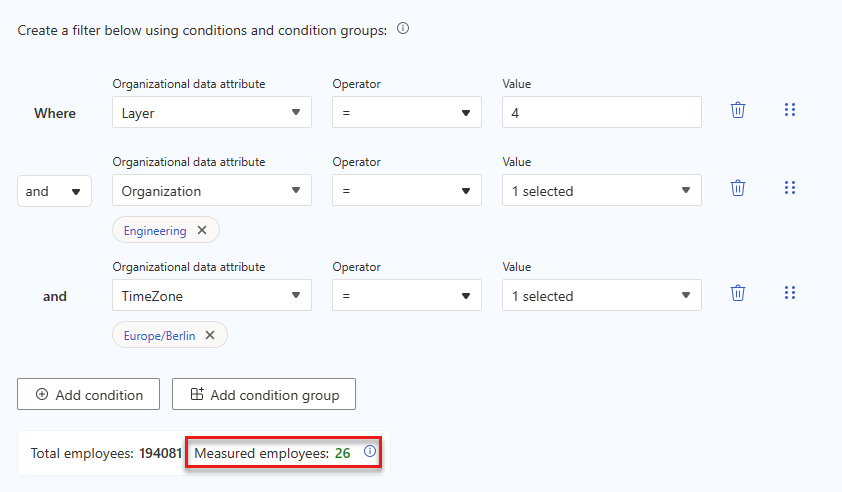 Create a filter below using conditions and condition groups:
Organizational data attribute Operator Value
Where Layer = 4
Organizational data attribute Operator Value
and Organization = 1 selected
Engineering
Organizational data attribute Operator Value
and TimeZone = 1 selected
Europe/Berlin
Add condition Add condition group
Total employees: 194081 Measured employees: 26